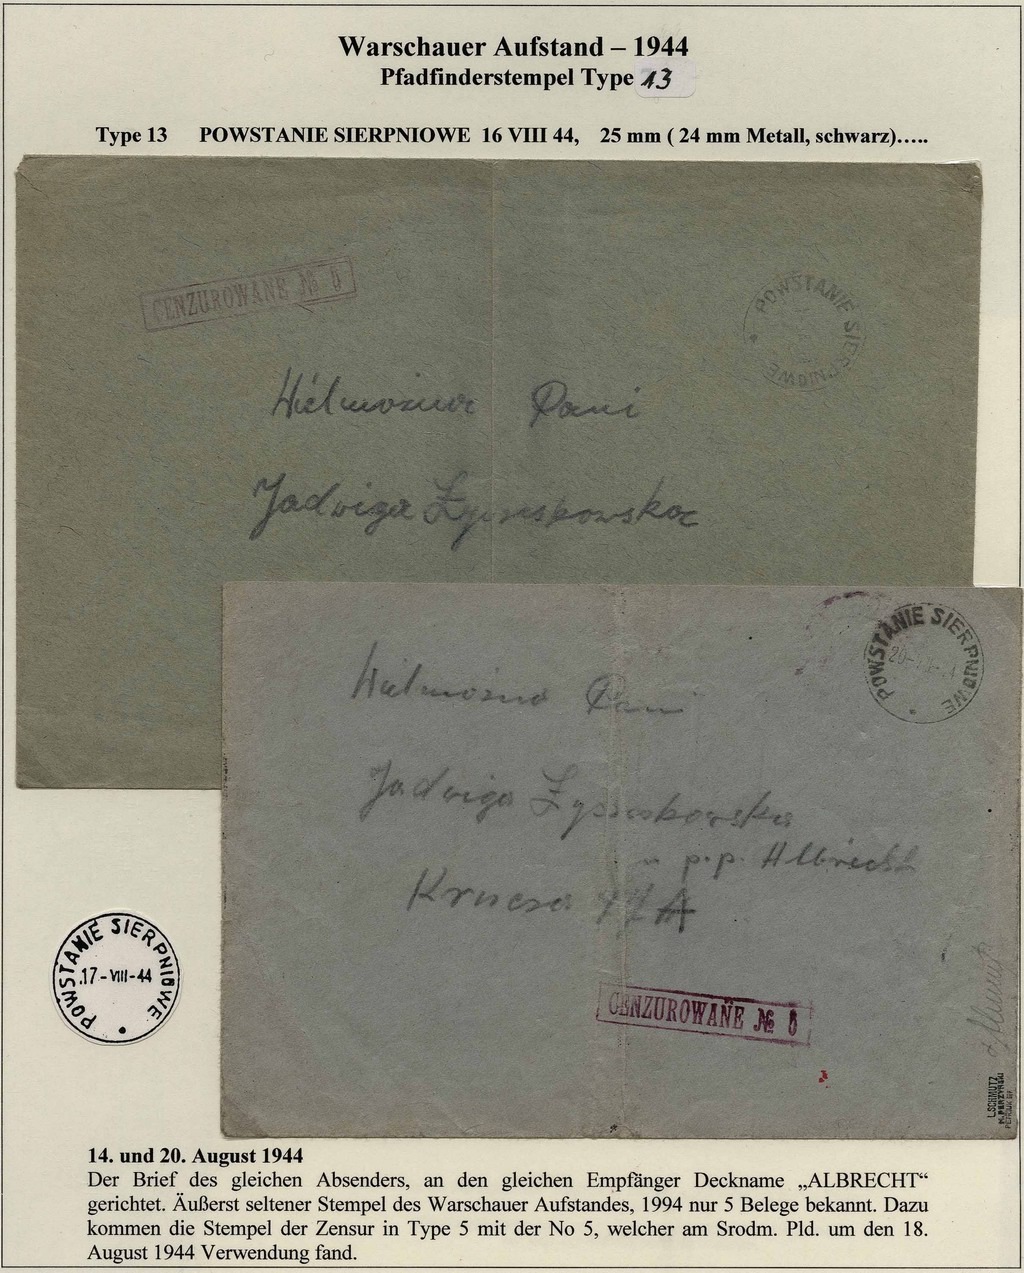 Warschauer Aufstand – 1944
Pfadfinderstempel Type 13
Type 13 POWSTANIE SIERPNIOWE 16 VIII 44, 25 mm ( 24 mm Metall, schwarz)…..
CENZUROWANE № 5
POWSTANIE SIERPNIOWE
Wielmożna Pani
Jadwiga
POWSTANIE SIERPNIOWE
Wielmożna Pani
Jadwiga
p.p. Albrecht
Krucza
CENZUROWANE № 5
L.SCHMUTZ
POWSTANIE SIERPNIOWE
17-VIII-44
14. und 20. August 1944
Der Brief des gleichen Absenders, an den gleichen Empfänger Deckname „ALBRECHT“
gerichtet. Äußerst seltener Stempel des Warschauer Aufstandes, 1994 nur 5 Belege bekannt. Dazu
kommen die Stempel der Zensur in Type 5 mit der No 5, welcher am Srodm. Pld. um den 18.
August 1944 Verwendung fand.